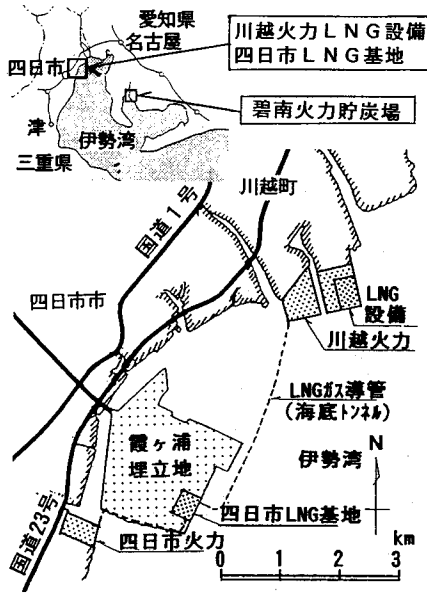 愛知県
名古屋
四日市
川越火力LNG設備
四日市LNG基地
碧南火力貯炭場
津
伊勢湾
三重県
川越町
国道1号
四日市市
LNG
設備
川越火力
LNGガス導管
(海底トンネル)
霞ヶ浦
埋立地
伊勢湾
N
四日市LNG基地
四日市火力
国道23号
km
0 1 2 3